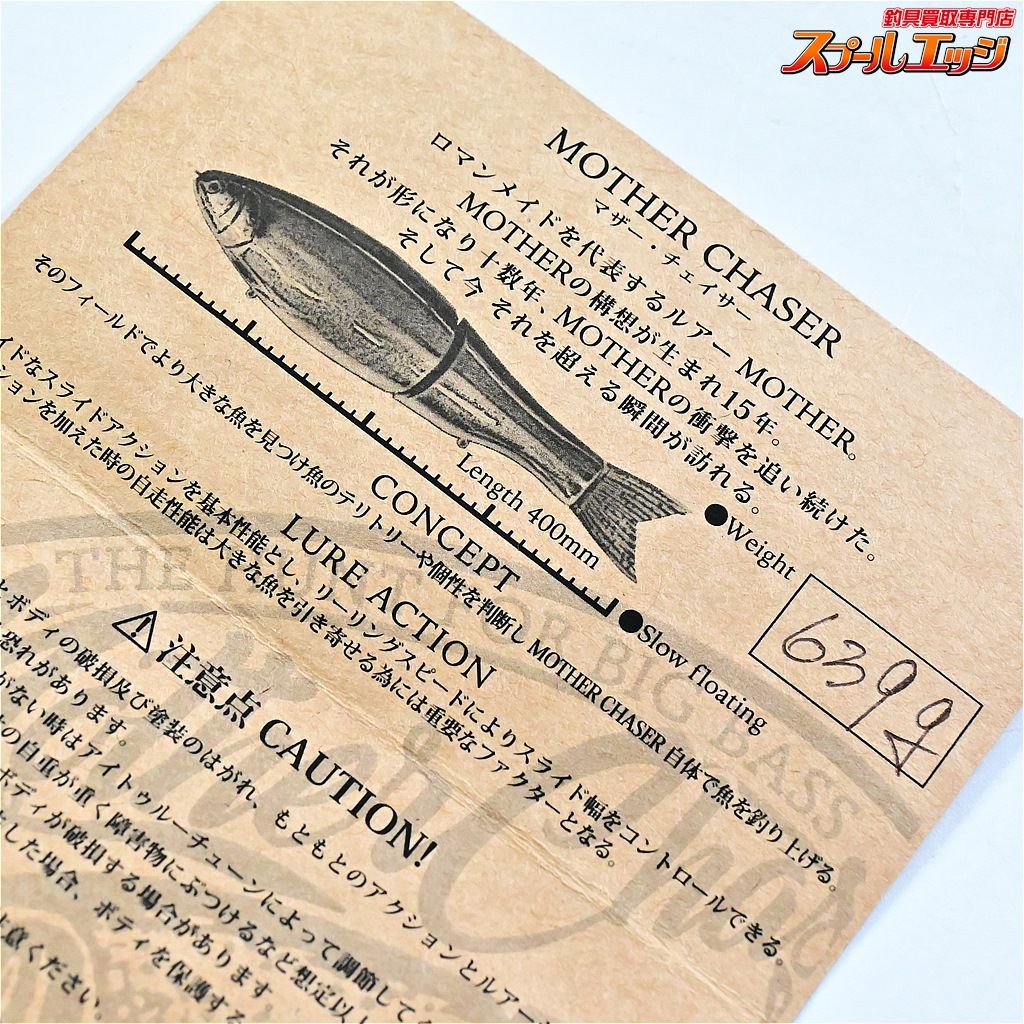 釣具買取専門店
スプールエッジ
MOTHER CHASER
マザー・チェイサー
ロマンメイドを代表するルアー MOTHER。
MOTHERの構想が生まれ15年。
それが形になり十数年、MOTHERの衝撃を追い続けた。
そして今 それを超える瞬間が訪れる。
Length 400mm
●Weight
639g
●Slow floating
CONCEPT
そのフィールドでより大きな魚を見つけ魚のテリトリーや個性を判断し MOTHER CHASER 自体で魚を釣り上げる。
LURE ACTION
イドなスライドアクションを基本性能とし、リーリングスピードによりスライド幅をコントロールできる。
ションを加えた時の自走性能は大きな魚を引き寄せる為には重要なファクターとなる。
注意点 CAUTION!
とボディの破損及び塗装のはがれ、もともとのアクションとルアー
恐れがあります。
がない時はアイトゥルーチューンによって調節して
の自重が重く障害物にぶつけるなど想定以
ボディが破損する場合があります
した場合、ボディを保護する
意ください。
THE HUNT FOR BIG BASS